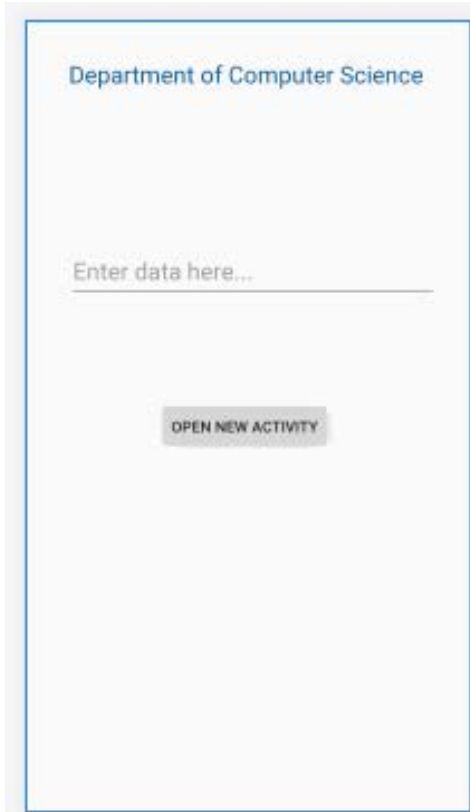 Department of Computer Science
Enter data here...
OPEN NEW ACTIVITY